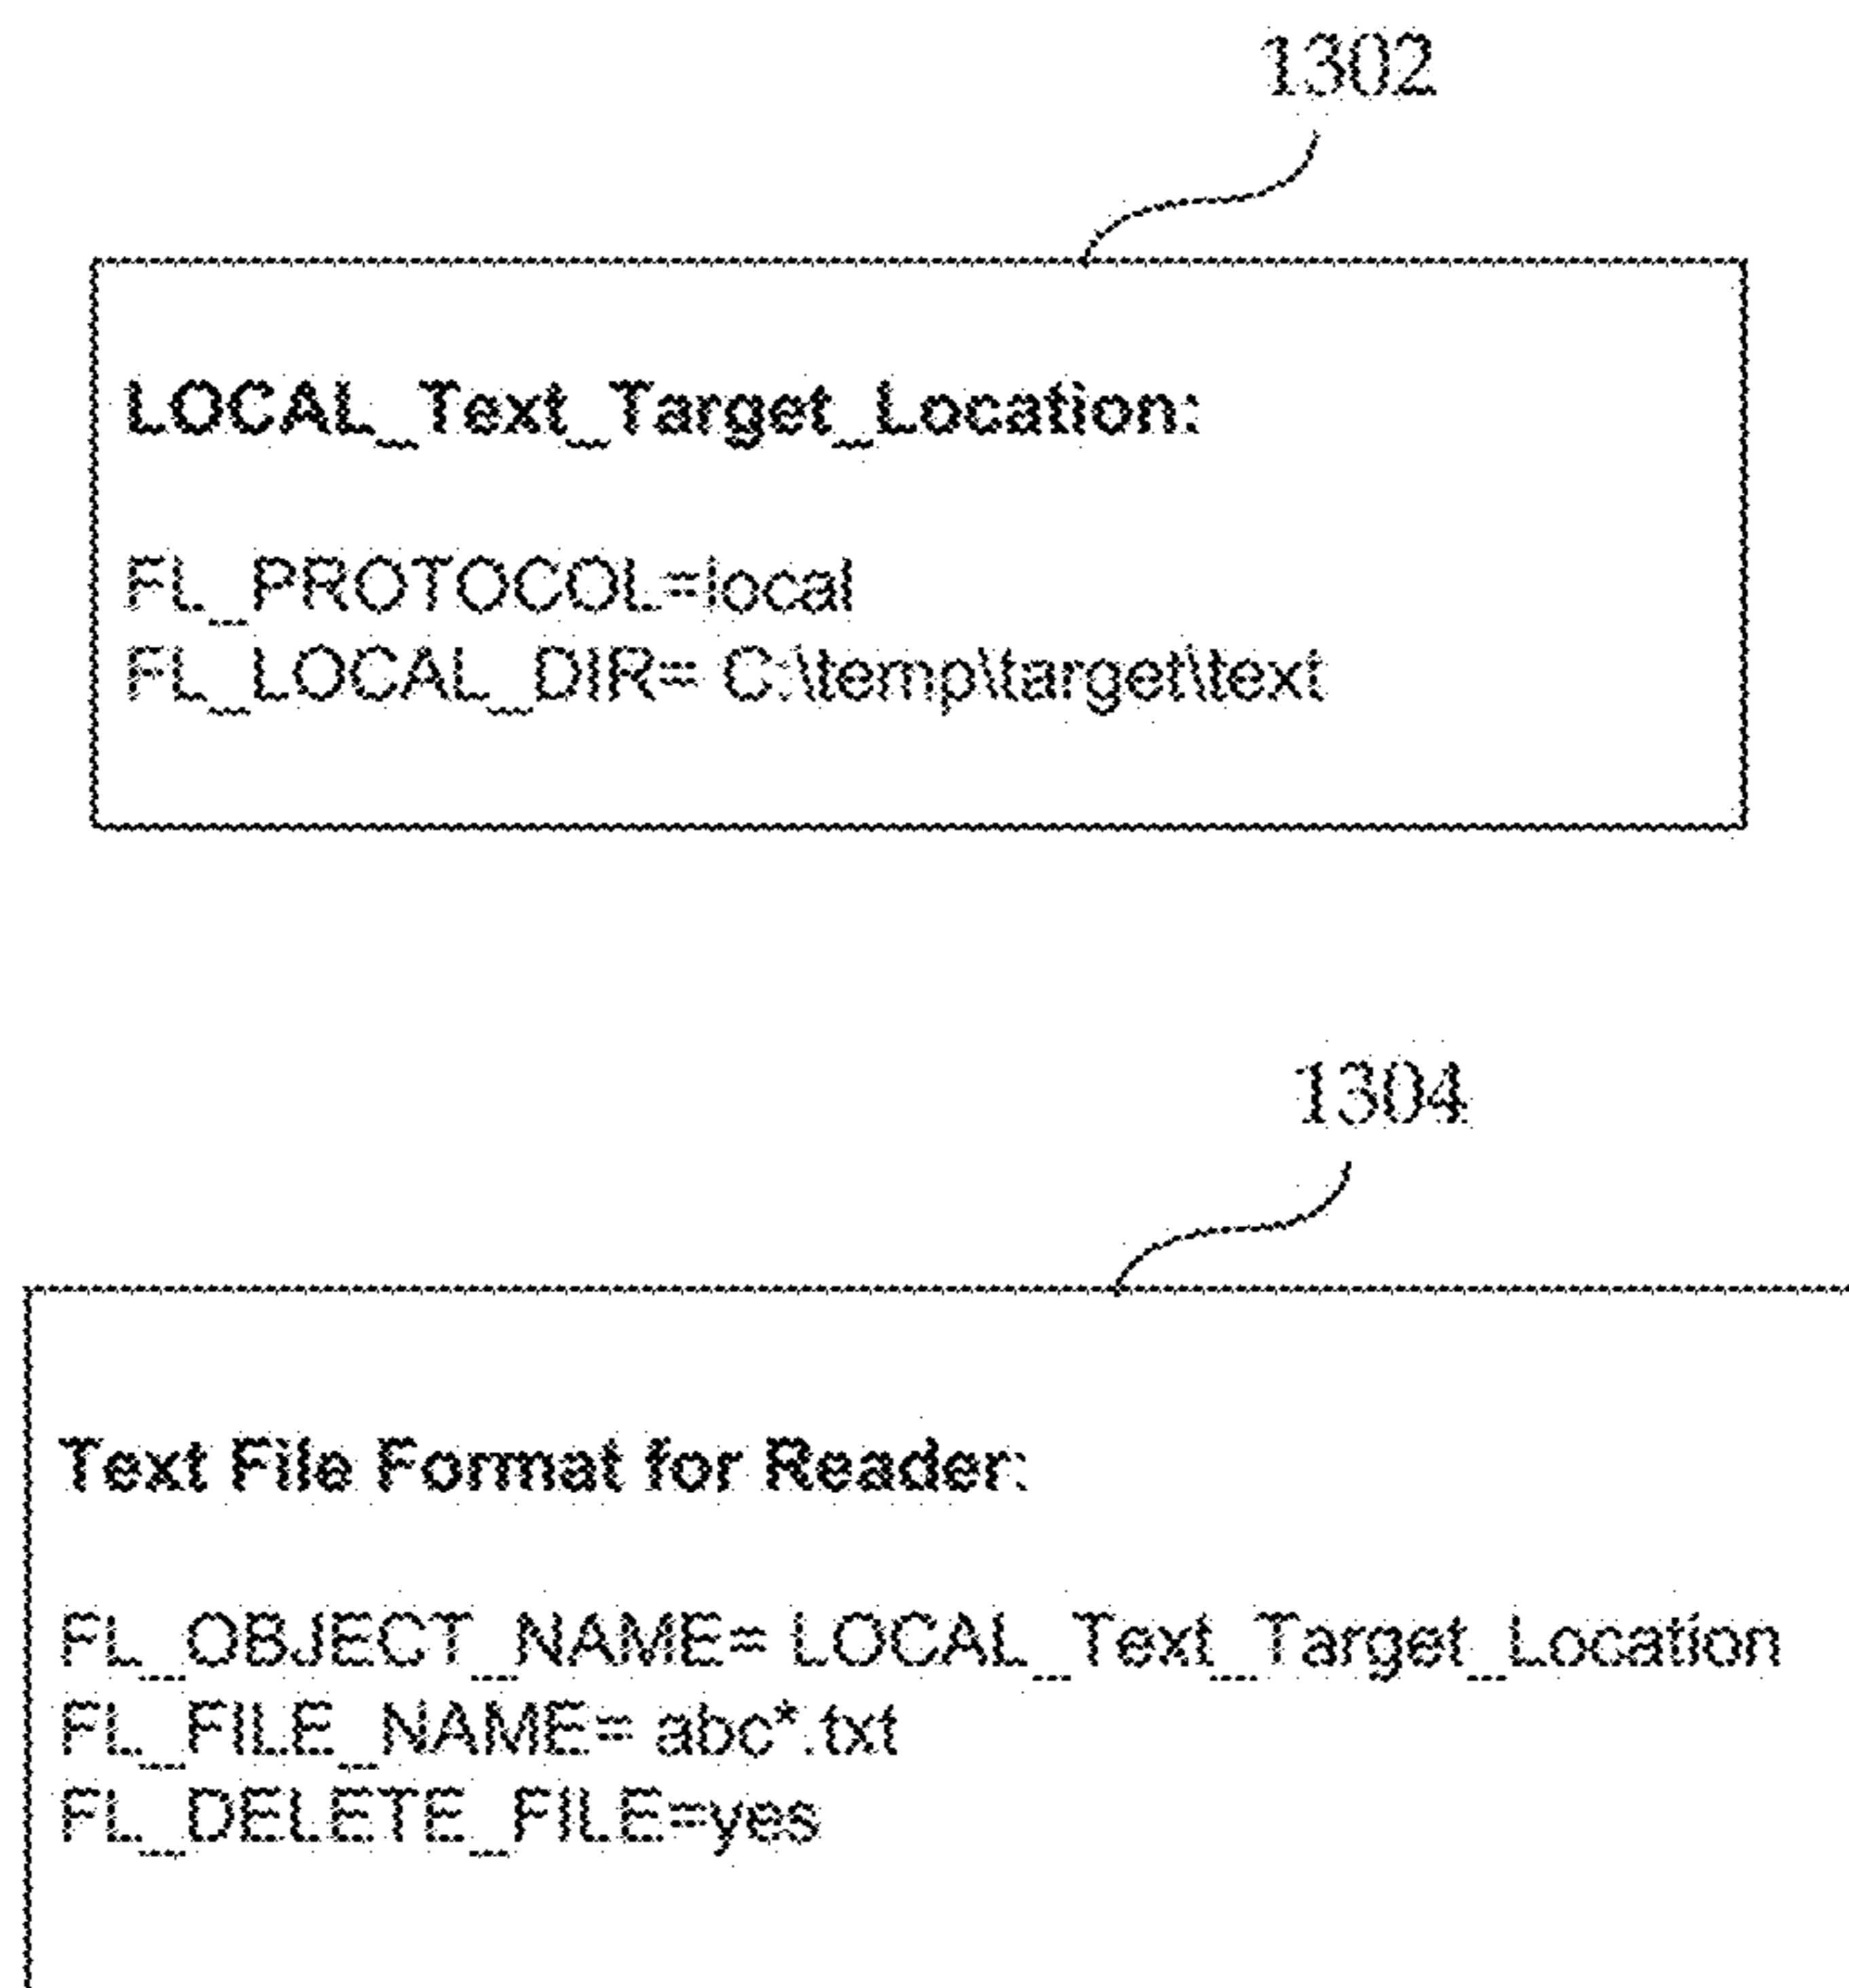 1302
LOCAL_Text_Target_Location:
FL_PROTOCOL=local
FL_LOCAL_DIR= C:\temp\target\text
1304
Text File Format for Reader:
FL_OBJECT_NAME= LOCAL_Text_Target_Location
FL_FILE_NAME= abc*.txt
FL_DELETE_FILE=yes